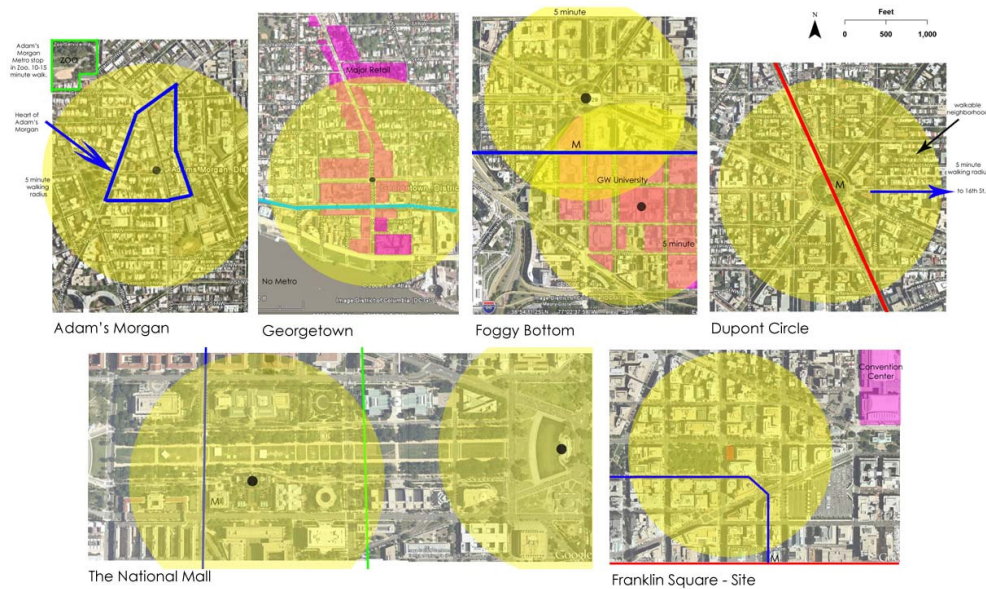 Adam's
Morgan
Metro stop
in Zoo, 10-15
minute walk.
ZOO
Heart of
Adam's
Morgan
5 minute
walking
radius
Adams Morgan, Dis
Adam's Morgan
Major Retail
No Metro
Georgetown
5 minute
M
GW University
5 minute
Foggy Bottom
N
Feet
0 500 1,000
walkable
neighborhood
M
5 minute
walking radius
to 16th St.
Dupont Circle
M
Google
The National Mall
Convention
Center
M
Franklin Square - Site